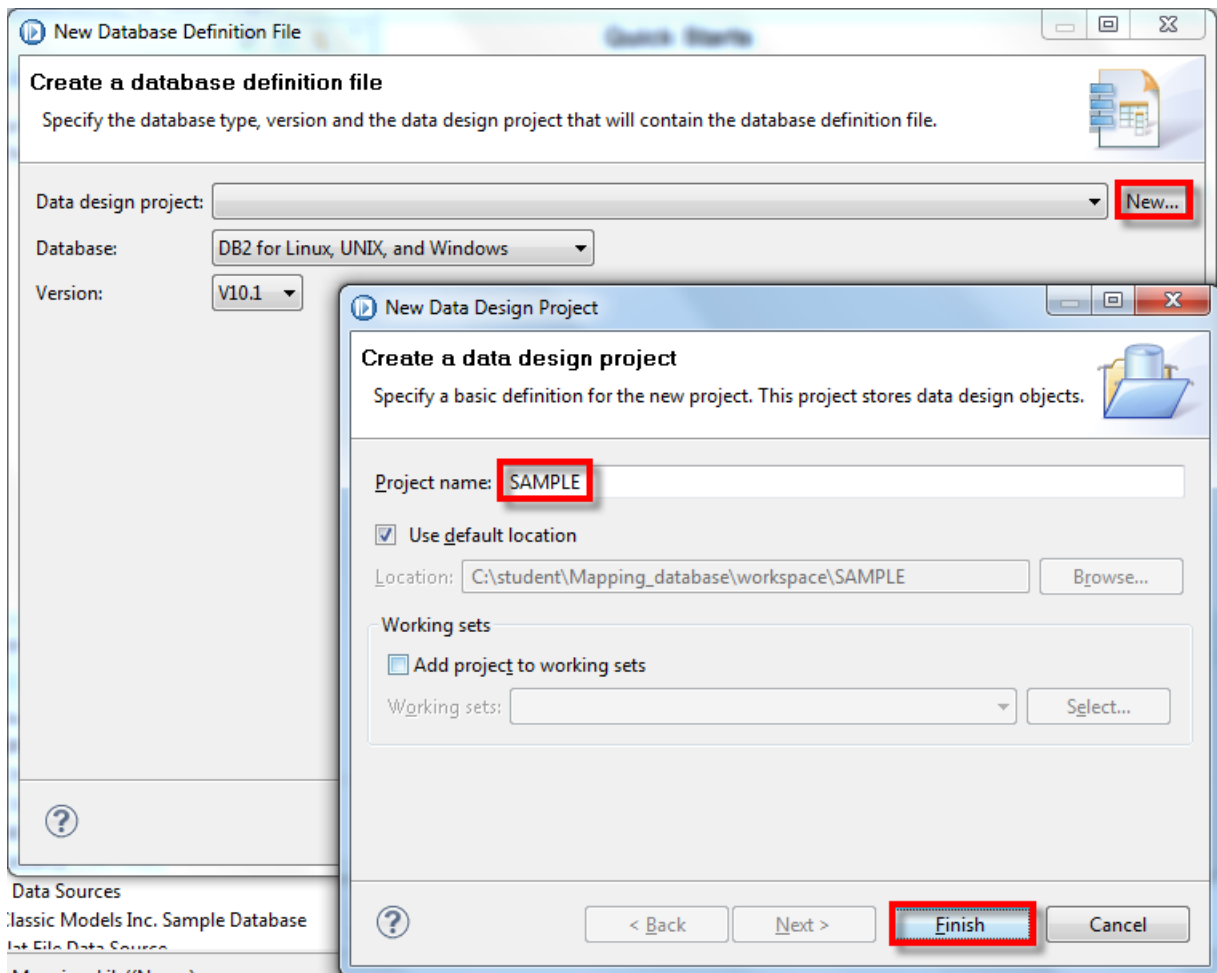 New Database Definition File
Quick Starts
Create a database definition file
Specify the database type, version and the data design project that will contain the database definition file.
Data design project:
New...
Database:
DB2 for Linux, UNIX, and Windows
Version:
V10.1
New Data Design Project
Create a data design project
Specify a basic definition for the new project. This project stores data design objects.
Project name: SAMPLE
Use default location
Location: C:\student\Mapping_database\workspace\SAMPLE
Browse...
Working sets
Add project to working sets
Working sets:
Select...
?
Data Sources
Classic Models Inc. Sample Database
?
< Back
Next >
Finish
Cancel